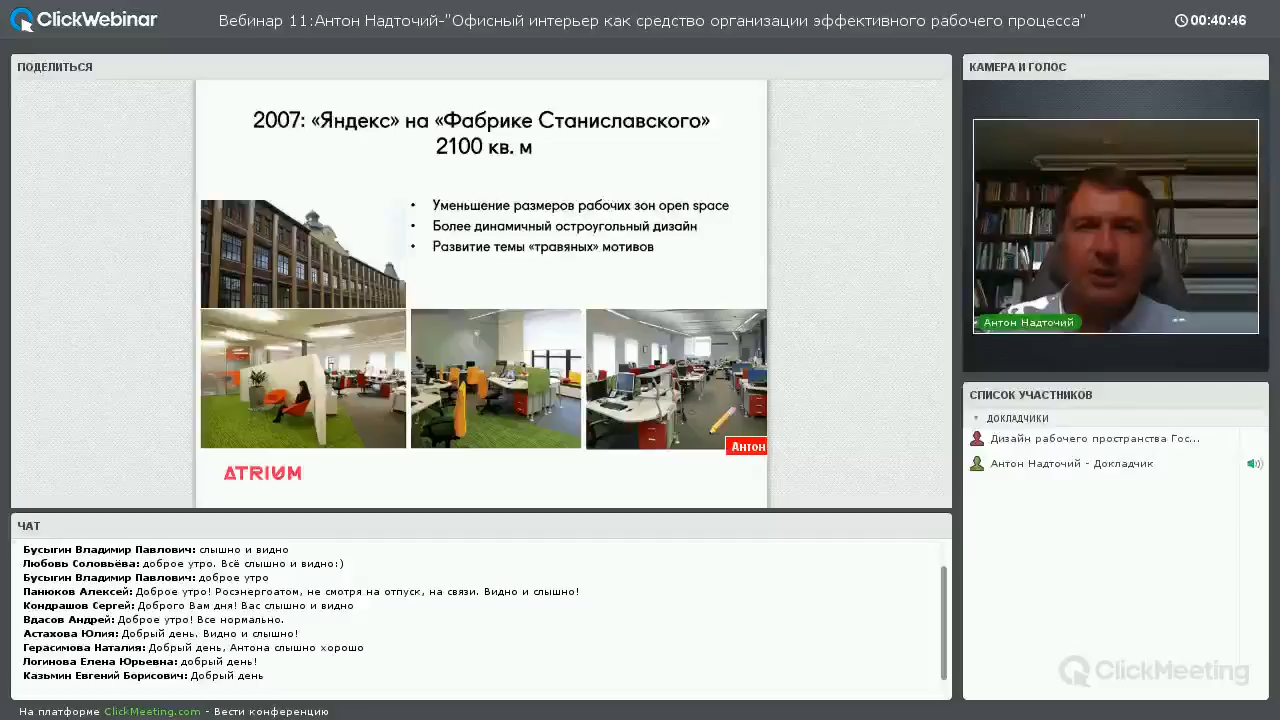 ClickWebinar
Вебинар 11:Антон Надточий-"Офисный интерьер как средство организации эффективного рабочего процесса"
00:40:46
ПОДЕЛИТЬСЯ
2007: «Яндекс» на «Фабрике Станиславского»
2100 кв. м
• Уменьшение размеров рабочих зон open space
• Более динамичный остроугольный дизайн
• Развитие темы «травяных» мотивов
Антон
ATRIUM
КАМЕРА И ГОЛОС
Антон Надточий
СПИСОК УЧАСТНИКОВ
ДОКЛАДЧИКИ
Дизайн рабочего пространства Гос...
Антон Надточий - Докладчик
ЧАТ
Бусыгин Владимир Павлович: слышно и видно
Любовь Соловьёва: доброе утро. Всё слышно и видно:)
Бусыгин Владимир Павлович: доброе утро
Панюков Алексей: Доброе утро! Росэнергоатом, не смотря на отпуск, на связи. Видно и слышно!
Кондрашов Сергей: Доброго Вам дня! Вас слышно и видно
Вдасов Андрей: Доброе утро! Все нормально.
Астахова Юлия: Добрый день, Видно и слышно!
Герасимова Наталия: Добрый день, Антона слышно хорошо
Логинова Елена Юрьевна: добрый день!
Казьмин Евгений Борисович: Добрый день
ClickMeeting
На платформе ClickMeeting.com - Вести конференцию